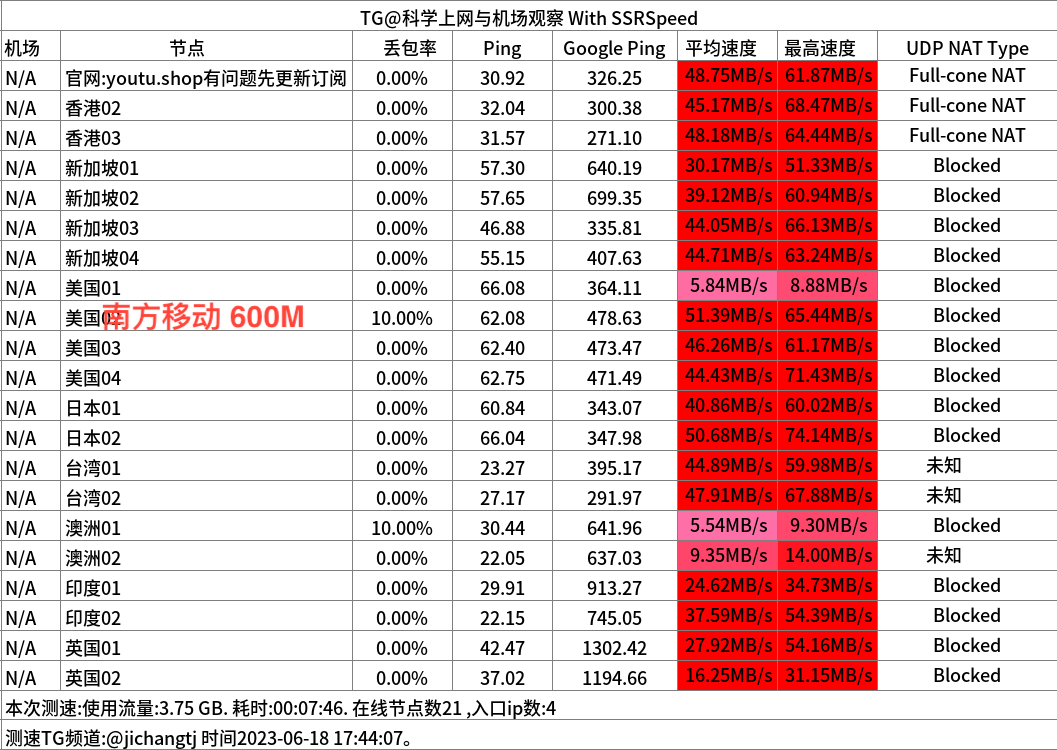 TG@科学上网与机场观察 With SSRSpeed
机场 节点 丢包率 Ping Google Ping 平均速度 最高速度 UDP NAT Type
N/A 官网:youtu.shop有问题先更新订阅 0.00% 30.92 326.25 48.75MB/s 61.87MB/s Full-cone NAT
N/A 香港02 0.00% 32.04 300.38 45.17MB/s 68.47MB/s Full-cone NAT
N/A 香港03 0.00% 31.57 271.10 48.18MB/s 64.44MB/s Full-cone NAT
N/A 新加坡01 0.00% 57.30 640.19 30.17MB/s 51.33MB/s Blocked
N/A 新加坡02 0.00% 57.65 699.35 39.12MB/s 60.94MB/s Blocked
N/A 新加坡03 0.00% 46.88 335.81 44.05MB/s 66.13MB/s Blocked
N/A 新加坡04 0.00% 55.15 407.63 44.71MB/s 63.24MB/s Blocked
N/A 美国01 0.00% 66.08 364.11 5.84MB/s 8.88MB/s Blocked
N/A 美国02 10.00% 62.08 478.63 51.39MB/s 65.44MB/s Blocked
南方移动 600M
N/A 美国03 0.00% 62.40 473.47 46.26MB/s 61.17MB/s Blocked
N/A 美国04 0.00% 62.75 471.49 44.43MB/s 71.43MB/s Blocked
N/A 日本01 0.00% 60.84 343.07 40.86MB/s 60.02MB/s Blocked
N/A 日本02 0.00% 66.04 347.98 50.68MB/s 74.14MB/s Blocked
N/A 台湾01 0.00% 23.27 395.17 44.89MB/s 59.98MB/s 未知
N/A 台湾02 0.00% 27.17 291.97 47.91MB/s 67.88MB/s 未知
N/A 澳洲01 10.00% 30.44 641.96 5.54MB/s 9.30MB/s Blocked
N/A 澳洲02 0.00% 22.05 637.03 9.35MB/s 14.00MB/s 未知
N/A 印度01 0.00% 29.91 913.27 24.62MB/s 34.73MB/s Blocked
N/A 印度02 0.00% 22.15 745.05 37.59MB/s 54.39MB/s Blocked
N/A 英国01 0.00% 42.47 1302.42 27.92MB/s 54.16MB/s Blocked
N/A 英国02 0.00% 37.02 1194.66 16.25MB/s 31.15MB/s Blocked
本次测速:使用流量:3.75 GB. 耗时:00:07:46. 在线节点数21 ,入口ip数:4
测速TG频道:@jichangtj 时间2023-06-18 17:44:07。